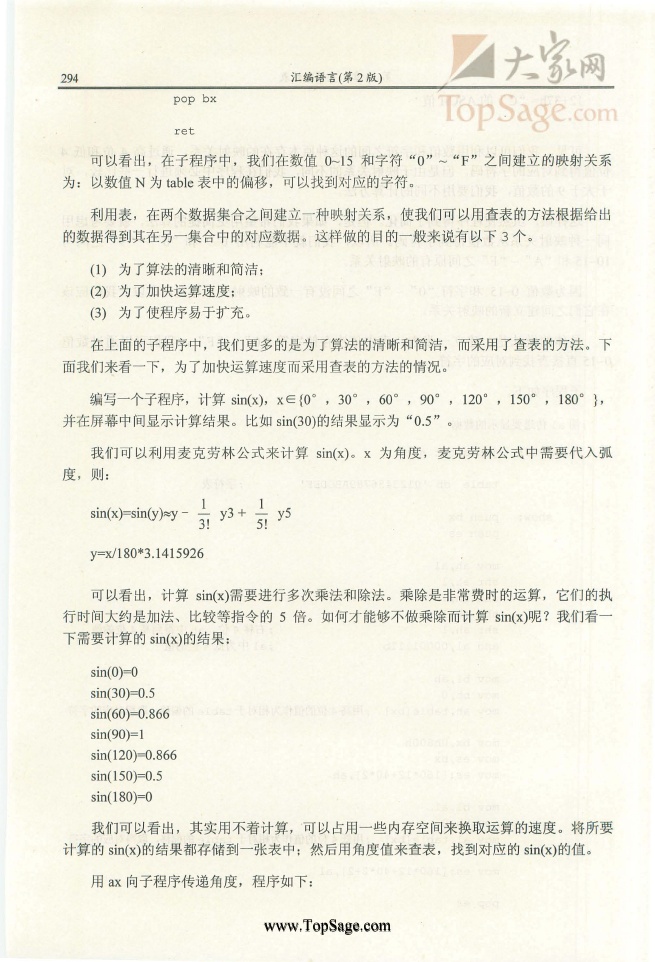 大家网
TopSage.com
294 汇编语言(第 2 版)
pop bx
ret
可以看出，在子程序中，我们在数值 0~15 和字符“0”~“F”之间建立的映射关系
为：以数值 N 为 table 表中的偏移，可以找到对应的字符。
利用表，在两个数据集合之间建立一种映射关系，使我们可以用查表的方法根据给出
的数据得到其在另一集合中的对应数据。这样做的目的一般来说有以下 3 个。
(1) 为了算法的清晰和简洁；
(2) 为了加快运算速度；
(3) 为了使程序易于扩充。
在上面的子程序中，我们更多的是为了算法的清晰和简洁，而采用了查表的方法。下
面我们来看一下，为了加快运算速度而采用查表的方法的情况。
编写一个子程序，计算 sin(x)，x∈{0°，30°，60°，90°，120°，150°，180°}，
并在屏幕中间显示计算结果。比如 sin(30)的结果显示为“0.5”。
我们可以利用麦克劳林公式来计算 sin(x)。x 为角度，麦克劳林公式中需要代入弧
度，则：
sin(x)=sin(y)≈y - 1/3! y3 + 1/5! y5
y=x/180*3.1415926
可以看出，计算 sin(x)需要进行多次乘法和除法。乘除是非常费时的运算，它们的执
行时间大约是加法、比较等指令的 5 倍。如何才能够不做乘除而计算 sin(x)呢？我们看一
下需要计算的 sin(x)的结果：
sin(0)=0
sin(30)=0.5
sin(60)=0.866
sin(90)=1
sin(120)=0.866
sin(150)=0.5
sin(180)=0
我们可以看出，其实用不着计算，可以占用一些内存空间来换取运算的速度。将所要
计算的 sin(x)的结果都存储到一张表中；然后用角度值来查表，找到对应的 sin(x)的值。
用 ax 向子程序传递角度，程序如下：
www.TopSage.com